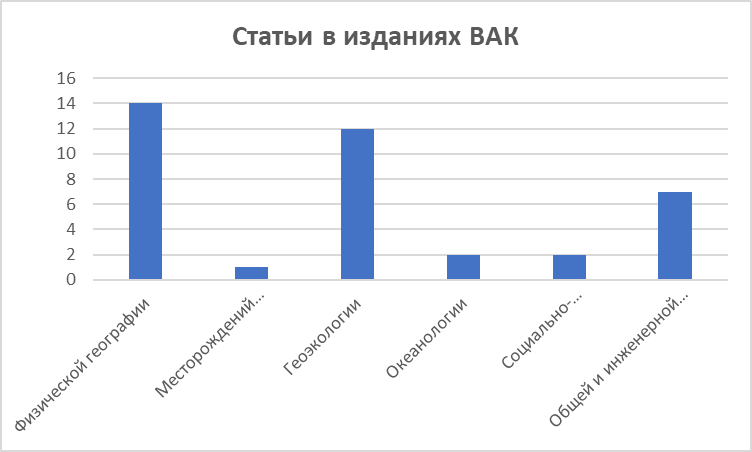 Статьи в изданиях ВАК
16
14
12
10
8
6
4
2
0
Физической географии
Месторождений...
Геоэкологии
Океанологии
Социально-...
Общей и инженерной...